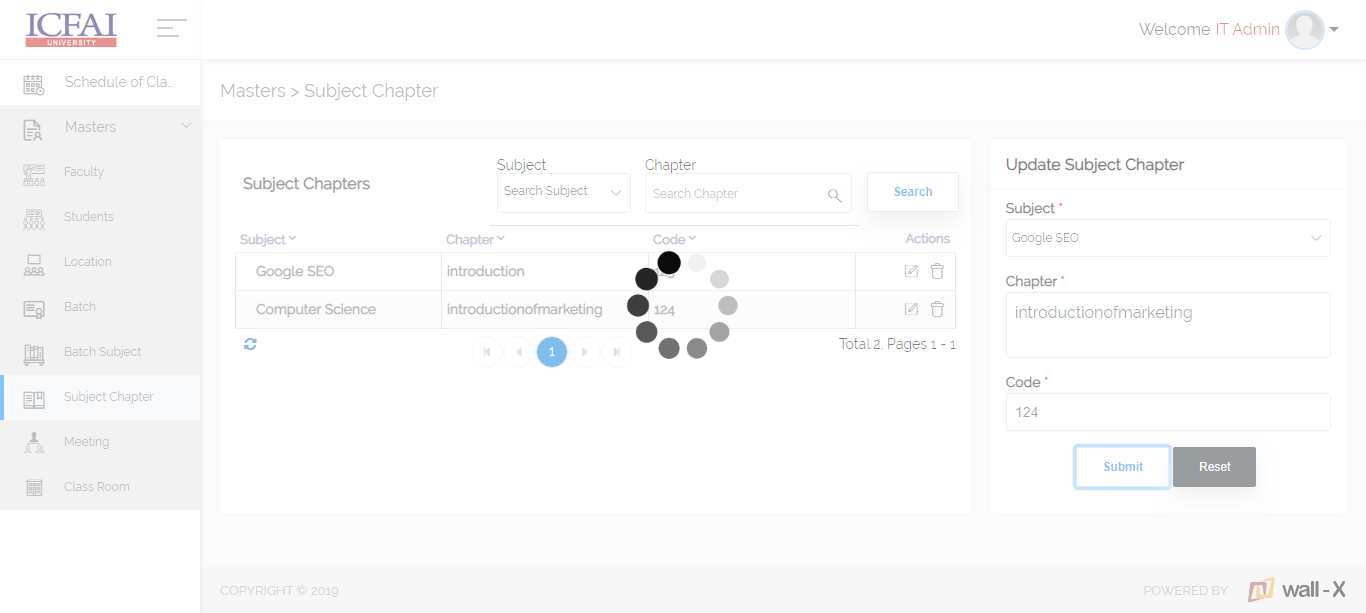 ICFAI
UNIVERSITY
Welcome IT Admin
Schedule of Cla...
Masters
Faculty
Students
Location
Batch
Batch Subject
Subject Chapter
Meeting
Class Room
Masters > Subject Chapter
Subject Chapters
Subject
Search Subject
Chapter
Search Chapter
Search
Subject Chapter Code Actions
Google SEO introduction
Computer Science introductionofmarketing 124
1
Total 2, Pages 1 - 1
Update Subject Chapter
Subject *
Google SEO
Chapter *
introductionofmarketing
Code *
124
Submit Reset
COPYRIGHT © 2019
POWERED BY wall-X